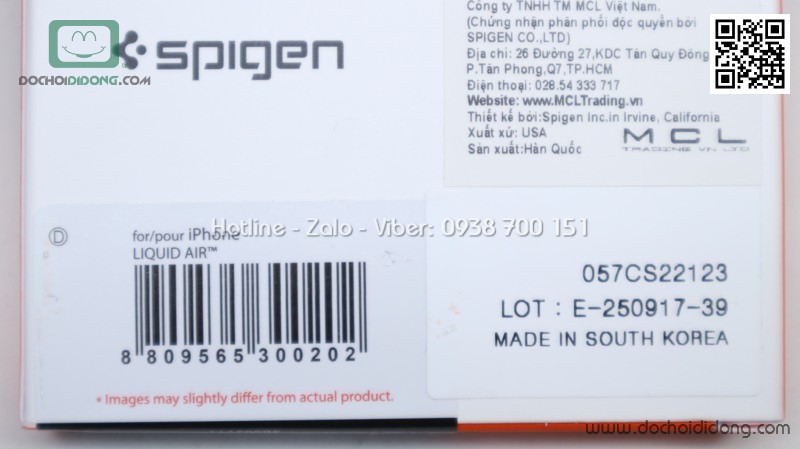 Công ty TNHH TM MCL Việt Nam.
(Chứng nhận phân phối độc quyền bởi
SPIGEN CO.,LTD)
Địa chỉ: 26 Đường 27,KDC Tân Quy Đông
P.Tân Phong,Q7,TP.HCM
Điện thoại: 028.54 333 717
Website: www.MCLTrading.vn
Thiết kế bởi:Spigen Inc.in Irvine, California
Xuất xứ: USA
Sản xuất:Hàn Quốc
MCL
TRADING VN LTD
spigen
DOCHOIDIDONG.COM
Hotline - Zalo - Viber: 0938 700 151
D
for/pour iPhone
LIQUID AIR™
8 809565 300202
* Images may slightly differ from actual product.
057CS22123
LOT : E-250917-39
MADE IN SOUTH KOREA
www.dochoididong.com